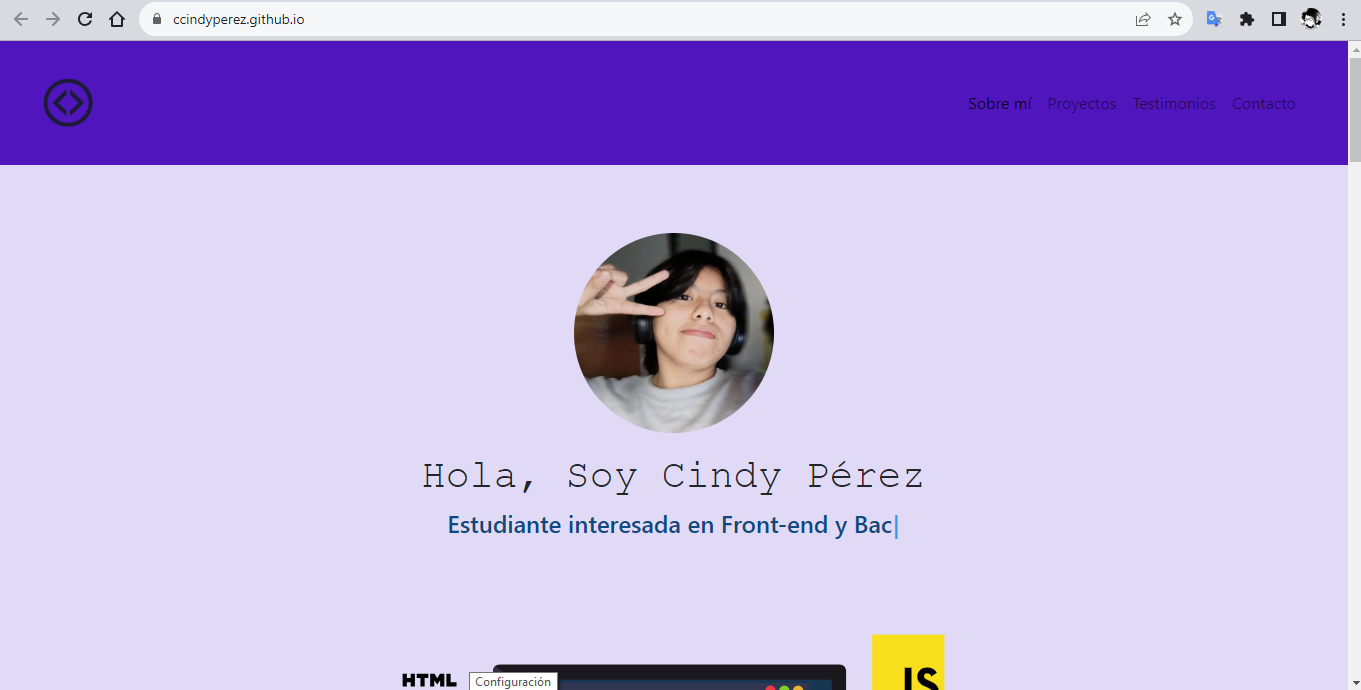 ccindyperez.github.io
Sobre mí Proyectos Testimonios Contacto
Hola, Soy Cindy Pérez
Estudiante interesada en Front-end y Bac|
HTML
JS
Configuración